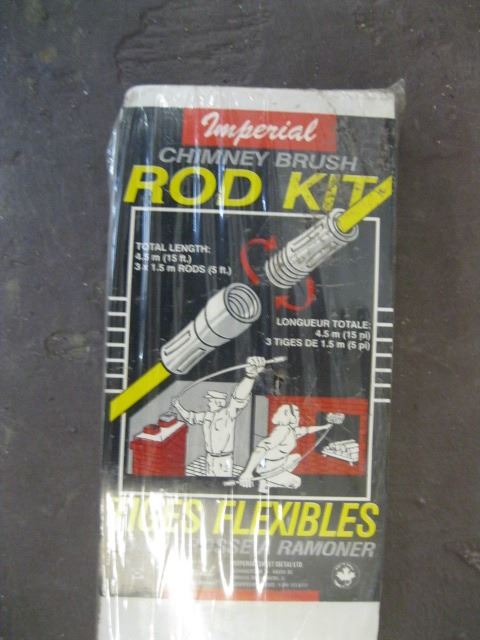 Imperial
CHIMNEY BRUSH
ROD KIT
TOTAL LENGTH:
4.5 m (15 ft.)
3 x 1.5 m RODS (5 ft.)
LONGUEUR TOTALE:
4.5 m (15 pi)
3 TIGES DE 1.5 m (5 pi)
TIGES FLEXIBLES
A RAMONER